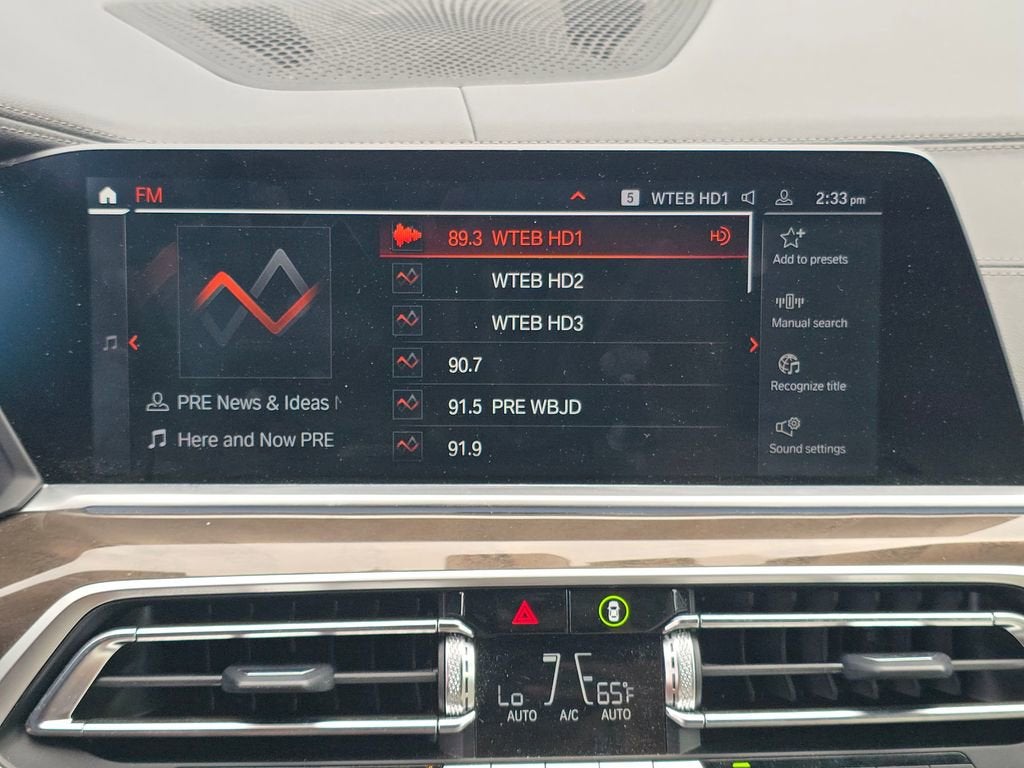 FM
5 WTEB HD1 2:33 pm
89.3 WTEB HD1 HD
WTEB HD2
WTEB HD3
90.7
91.5 PRE WBJD
91.9
PRE News & Ideas
Here and Now PRE
Add to presets
Manual search
Recognize title
Sound settings
Lo 65°F
AUTO A/C AUTO